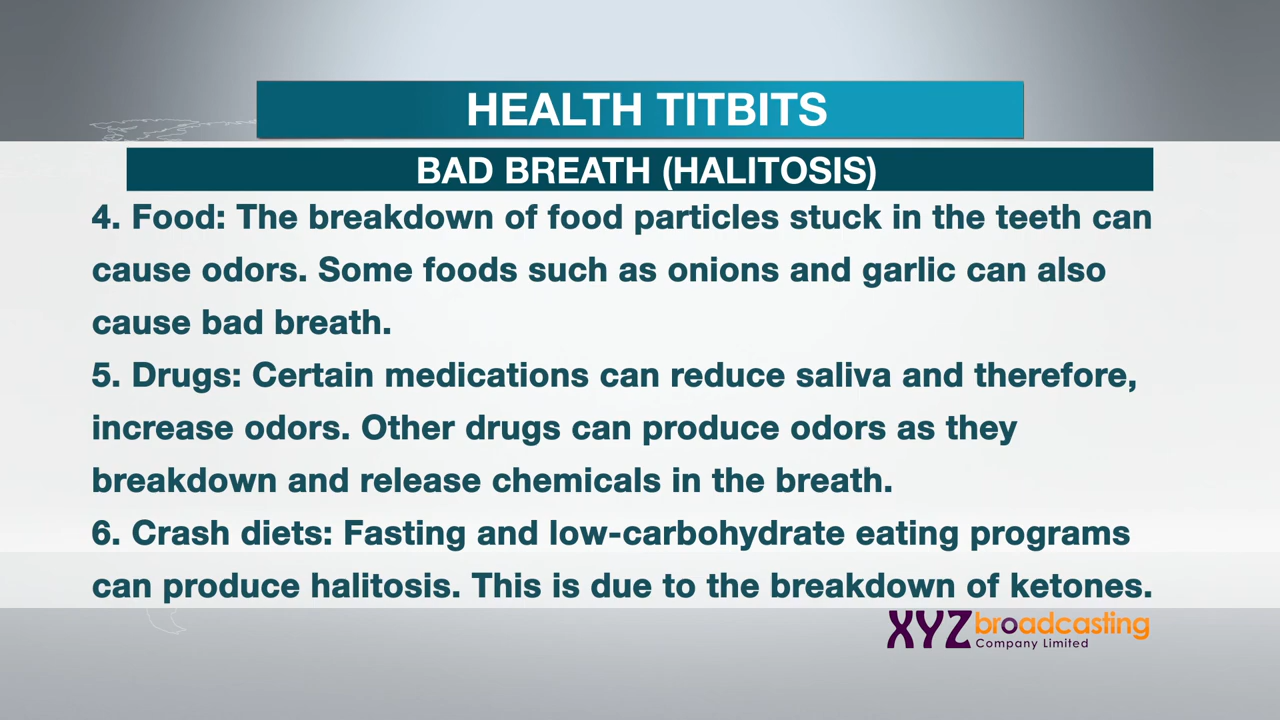 HEALTH TITBITS
BAD BREATH (HALITOSIS)
4. Food: The breakdown of food particles stuck in the teeth can
cause odors. Some foods such as onions and garlic can also
cause bad breath.
5. Drugs: Certain medications can reduce saliva and therefore,
increase odors. Other drugs can produce odors as they
breakdown and release chemicals in the breath.
6. Crash diets: Fasting and low-carbohydrate eating programs
can produce halitosis. This is due to the breakdown of ketones.
XYZ broadcasting
Company Limited